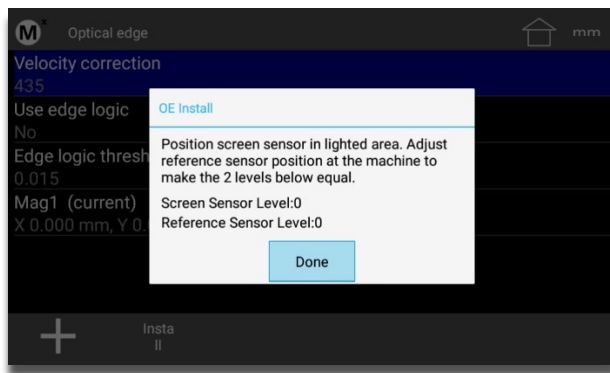 Mx Optical edge mm
Velocity correction
435
Use edge logic
No
Edge logic thresh
0.015
Mag1 (current)
X 0.000 mm, Y 0.
OE Install
Position screen sensor in lighted area. Adjust
reference sensor position at the machine to
make the 2 levels below equal.
Screen Sensor Level:0
Reference Sensor Level:0
Done
Insta
ll